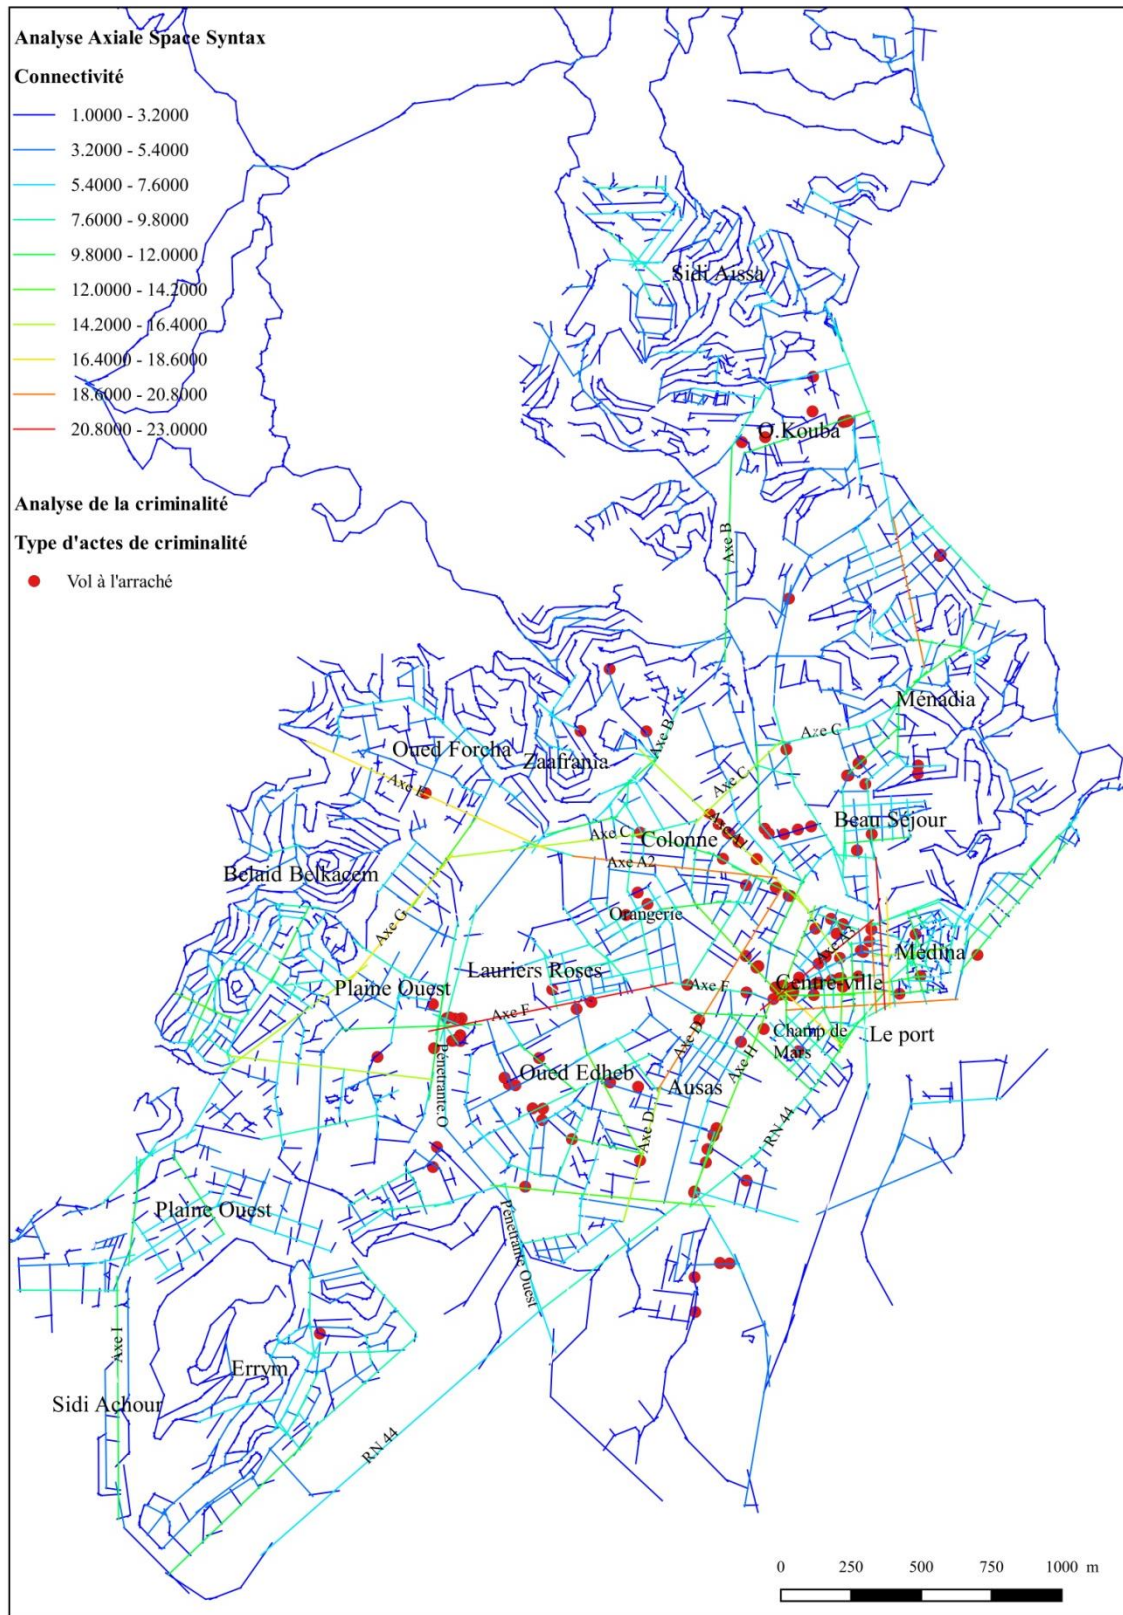 Analyse Axiale Space Syntax
Connectivité
1.0000 - 3.2000
3.2000 - 5.4000
5.4000 - 7.6000
7.6000 - 9.8000
9.8000 - 12.0000
12.0000 - 14.2000
14.2000 - 16.4000
16.4000 - 18.6000
18.6000 - 20.8000
20.8000 - 23.0000
Analyse de la criminalité
Type d'actes de criminalité
Vol à l'arraché
Sidi Aissa
O.Kouba
Axe B
Menadia
Axe C
Axe B
Oued Forcha
Zaafrania
Axe C
Axe E
Beau Séjour
Axe C
Colonne
Axe A2
Belaid Belkacem
Axe G
Orangerie
Axe A3
Médina
Lauriers Roses
Plaine Ouest
Axe F
Centre-ville
Axe F
Champ de
Mars
Le port
Axe D
Axe H
Pénétrante.O
Oued Edheb
Ausas
Axe D
RN 44
Plaine Ouest
Pénétrante Ouest
Axe I
Errym
Sidi Achour
RN 44
0 250 500 750 1000 m